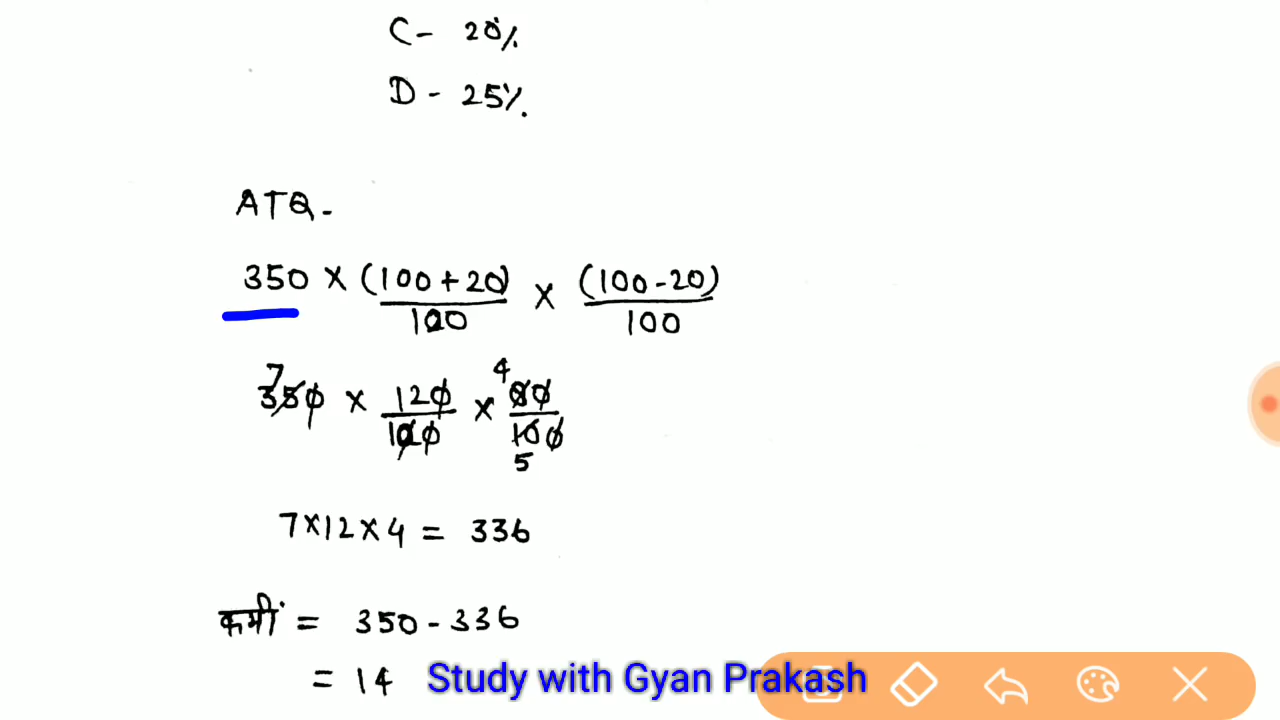 C - 20%
D - 25%.
ATQ -
350 × (100 + 20)/100 × (100 - 20)/100
7 4
350 × 120/100 × 80/100
5
7 × 12 × 4 = 336
कमीं = 350 - 336
= 14
Study with Gyan Prakash